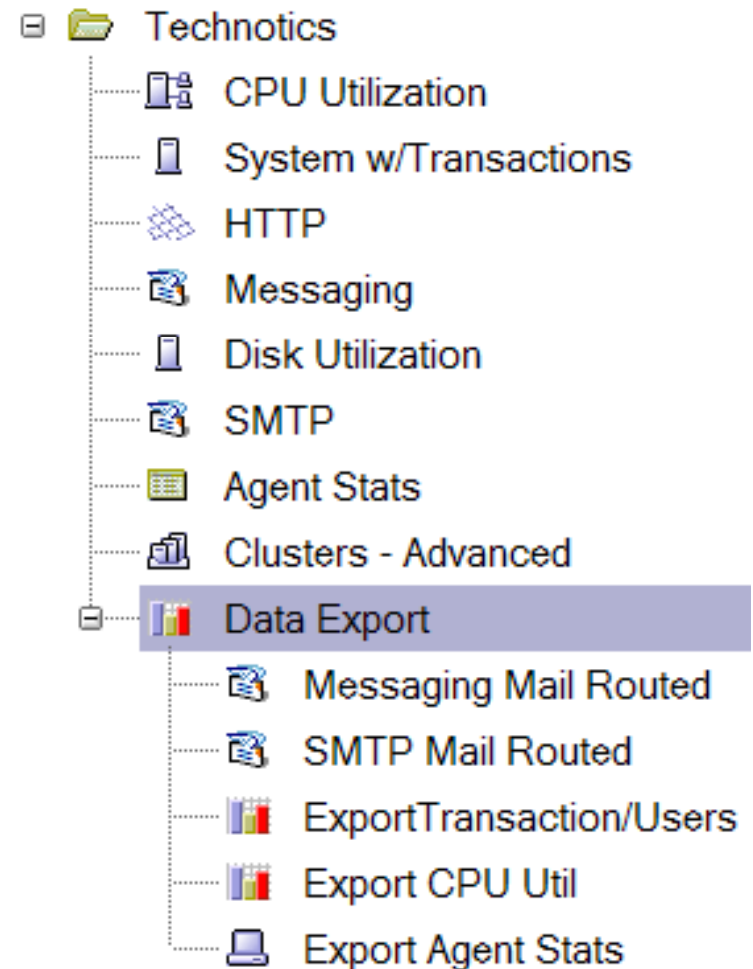 Technotics
CPU Utilization
System w/Transactions
HTTP
Messaging
Disk Utilization
SMTP
Agent Stats
Clusters - Advanced
Data Export
Messaging Mail Routed
SMTP Mail Routed
ExportTransaction/Users
Export CPU Util
Export Agent Stats